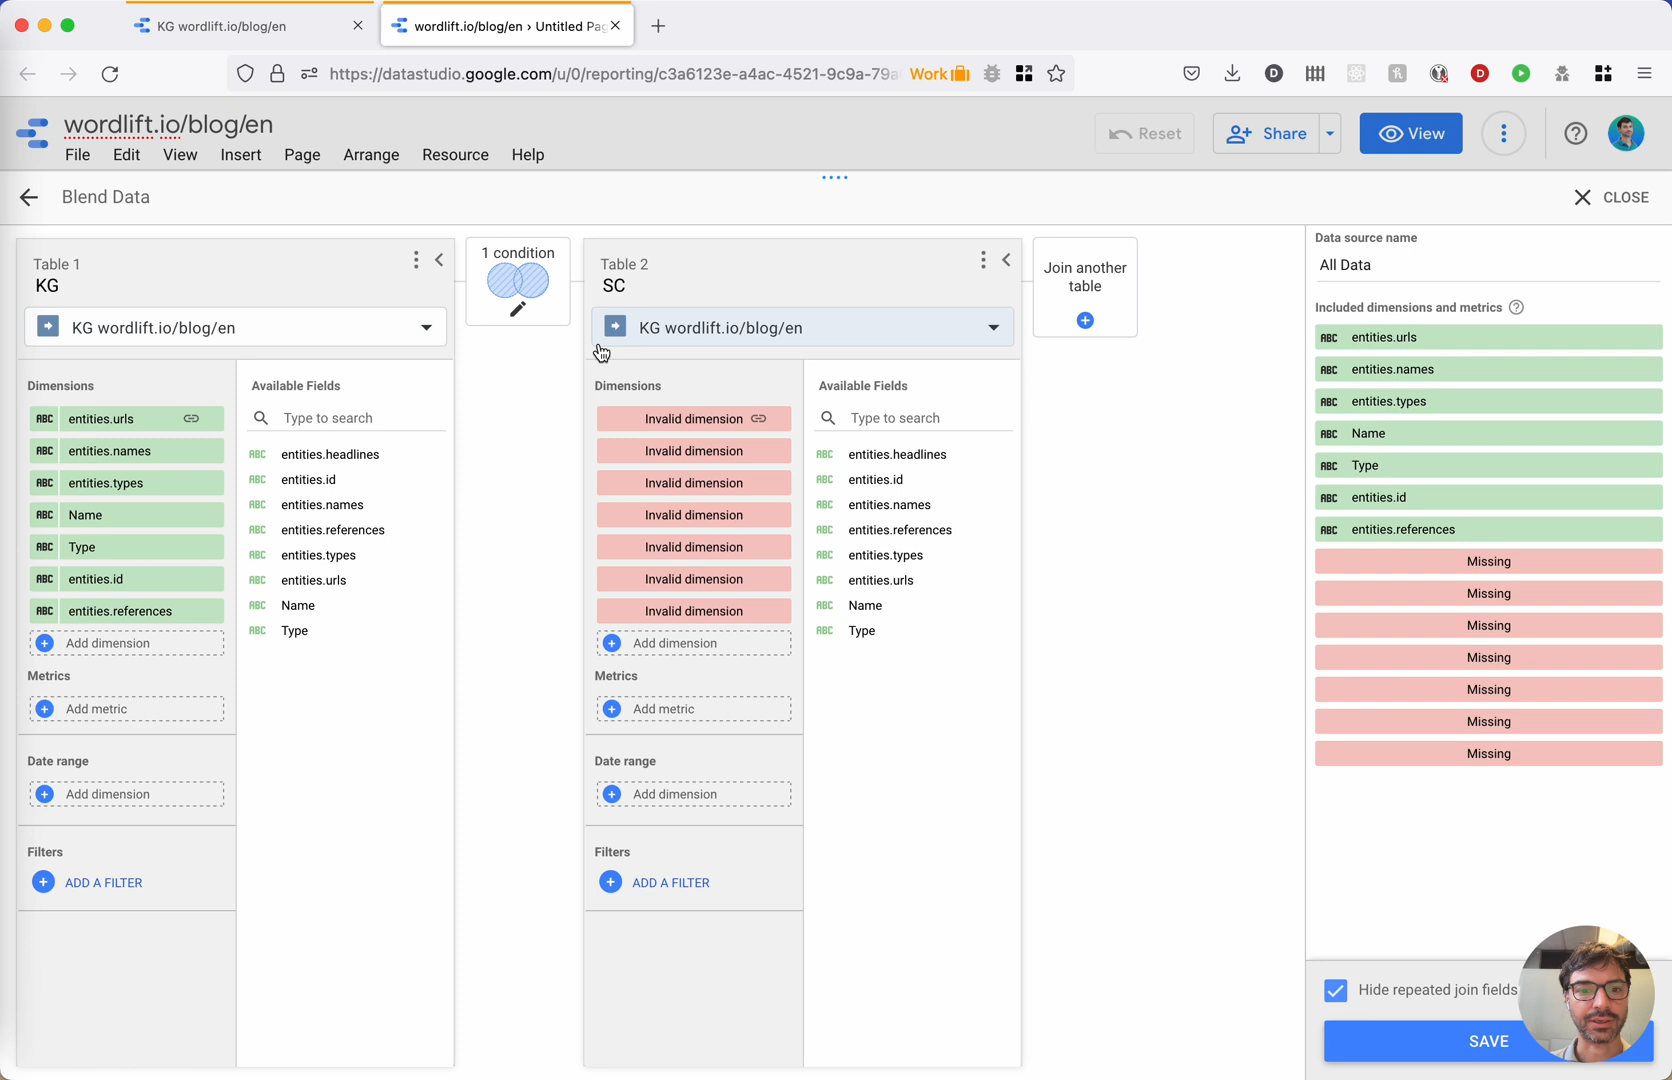 KG wordlift.io/blog/en
wordlift.io/blog/en › Untitled Pag
https://datastudio.google.com/u/0/reporting/c3a6123e-a4ac-4521-9c9a-79a
Work
wordlift.io/blog/en
File Edit View Insert Page Arrange Resource Help
Reset
Share
View
Blend Data
CLOSE
Table 1
KG
KG wordlift.io/blog/en
Dimensions
ABC entities.urls
ABC entities.names
ABC entities.types
ABC Name
ABC Type
ABC entities.id
ABC entities.references
Add dimension
Metrics
Add metric
Date range
Add dimension
Filters
ADD A FILTER
Available Fields
Type to search
ABC entities.headlines
ABC entities.id
ABC entities.names
ABC entities.references
ABC entities.types
ABC entities.urls
ABC Name
ABC Type
1 condition
Table 2
SC
KG wordlift.io/blog/en
Dimensions
Invalid dimension
Invalid dimension
Invalid dimension
Invalid dimension
Invalid dimension
Invalid dimension
Invalid dimension
Add dimension
Metrics
Add metric
Date range
Add dimension
Filters
ADD A FILTER
Available Fields
Type to search
ABC entities.headlines
ABC entities.id
ABC entities.names
ABC entities.references
ABC entities.types
ABC entities.urls
ABC Name
ABC Type
Join another
table
Data source name
All Data
Included dimensions and metrics
ABC entities.urls
ABC entities.names
ABC entities.types
ABC Name
ABC Type
ABC entities.id
ABC entities.references
Missing
Missing
Missing
Missing
Missing
Missing
Missing
Hide repeated join fields
SAVE